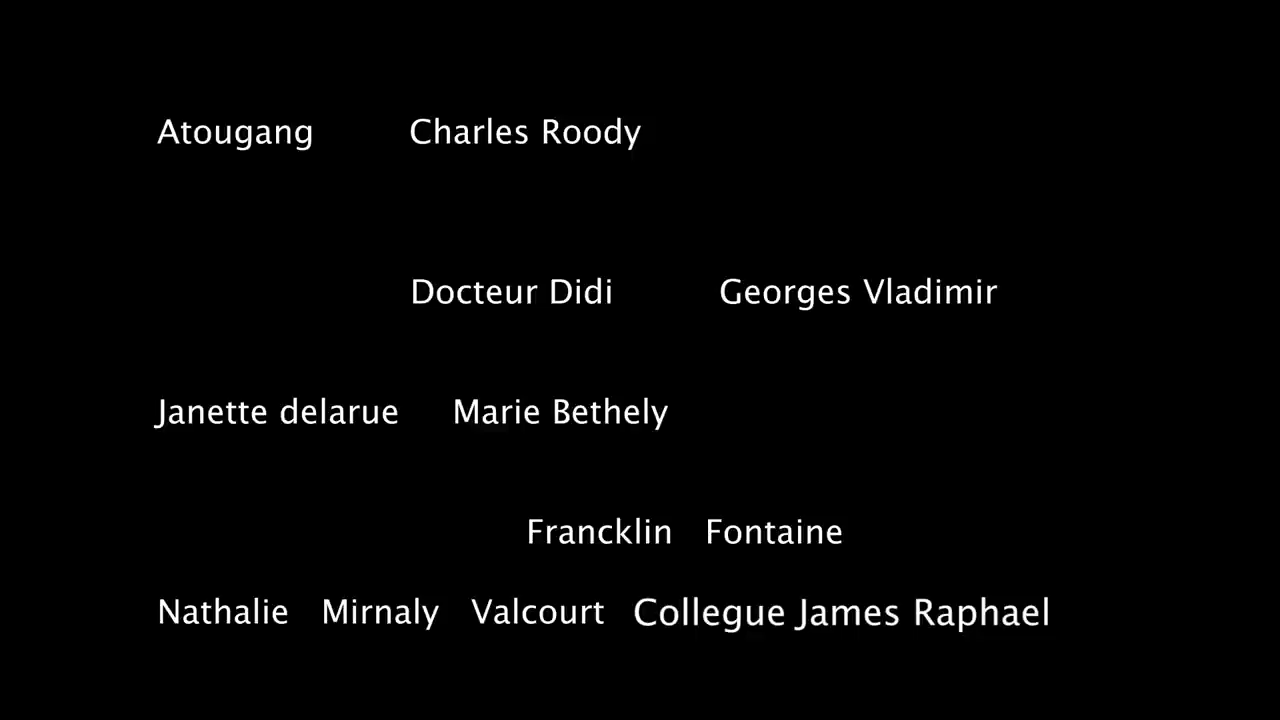 Atougang Charles Roody
Docteur Didi Georges Vladimir
Janette delarue Marie Bethely
Francklin Fontaine
Nathalie Mirnaly Valcourt Collegue James Raphael